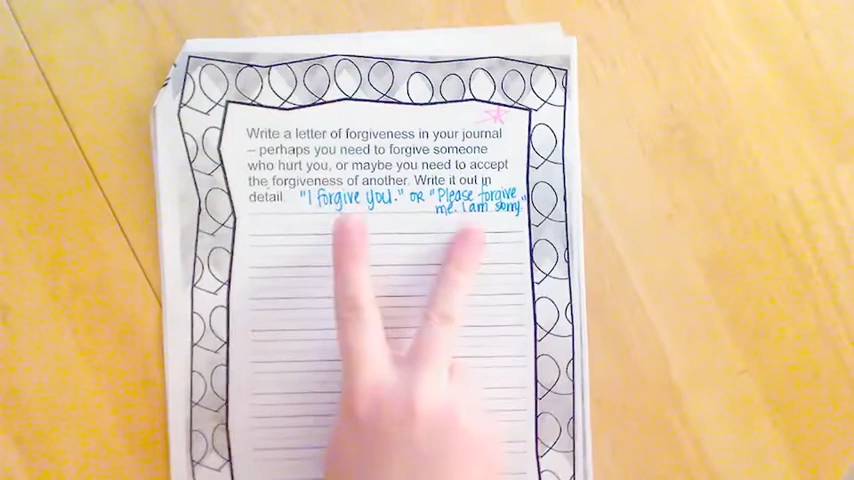 Write a letter of forgiveness in your journal
– perhaps you need to forgive someone
who hurt you, or maybe you need to accept
the forgiveness of another. Write it out in
detail. "I forgive you." OR "Please forgive
me. I am sorry."